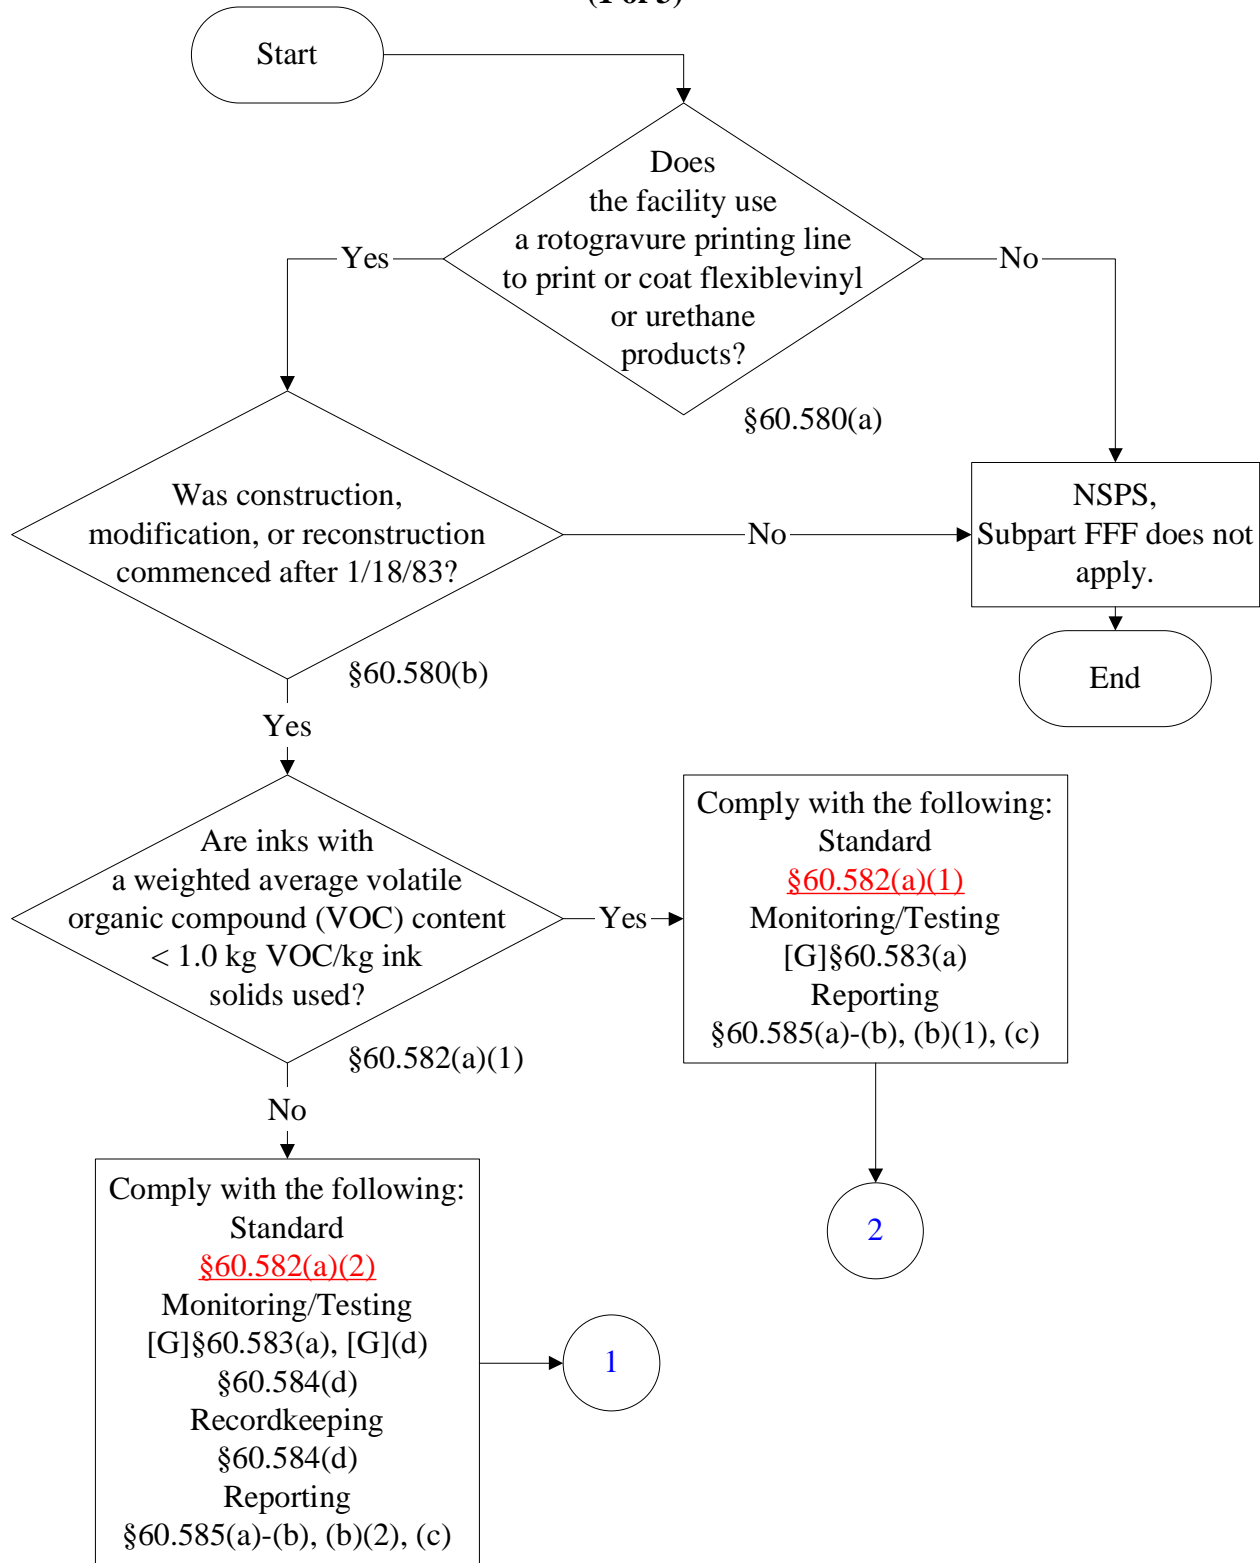 (1 of 3)
Start
Does
the facility use
a rotogravure printing line
to print or coat flexiblevinyl
or urethane
products?
Yes
No
§60.580(a)
Was construction,
modification, or reconstruction
commenced after 1/18/83?
No
NSPS,
Subpart FFF does not
apply.
§60.580(b)
End
Yes
Are inks with
a weighted average volatile
organic compound (VOC) content
< 1.0 kg VOC/kg ink
solids used?
Yes
§60.582(a)(1)
Comply with the following:
Standard
§60.582(a)(1)
Monitoring/Testing
[G]§60.583(a)
Reporting
§60.585(a)-(b), (b)(1), (c)
No
2
Comply with the following:
Standard
§60.582(a)(2)
Monitoring/Testing
[G]§60.583(a), [G](d)
§60.584(d)
Recordkeeping
§60.584(d)
Reporting
§60.585(a)-(b), (b)(2), (c)
1